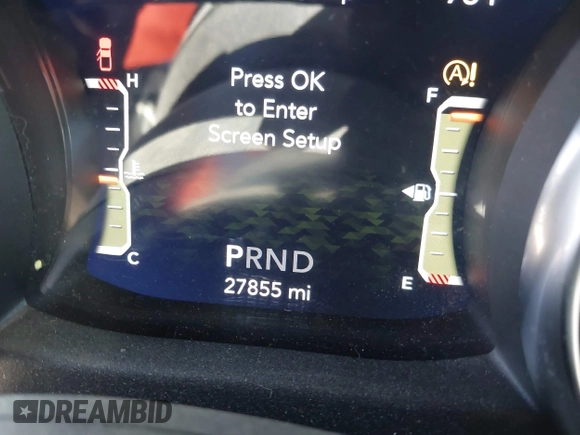 H
Press OK
to Enter
Screen Setup
A!
F
C
PRND
E
27855 mi
DREAMBID